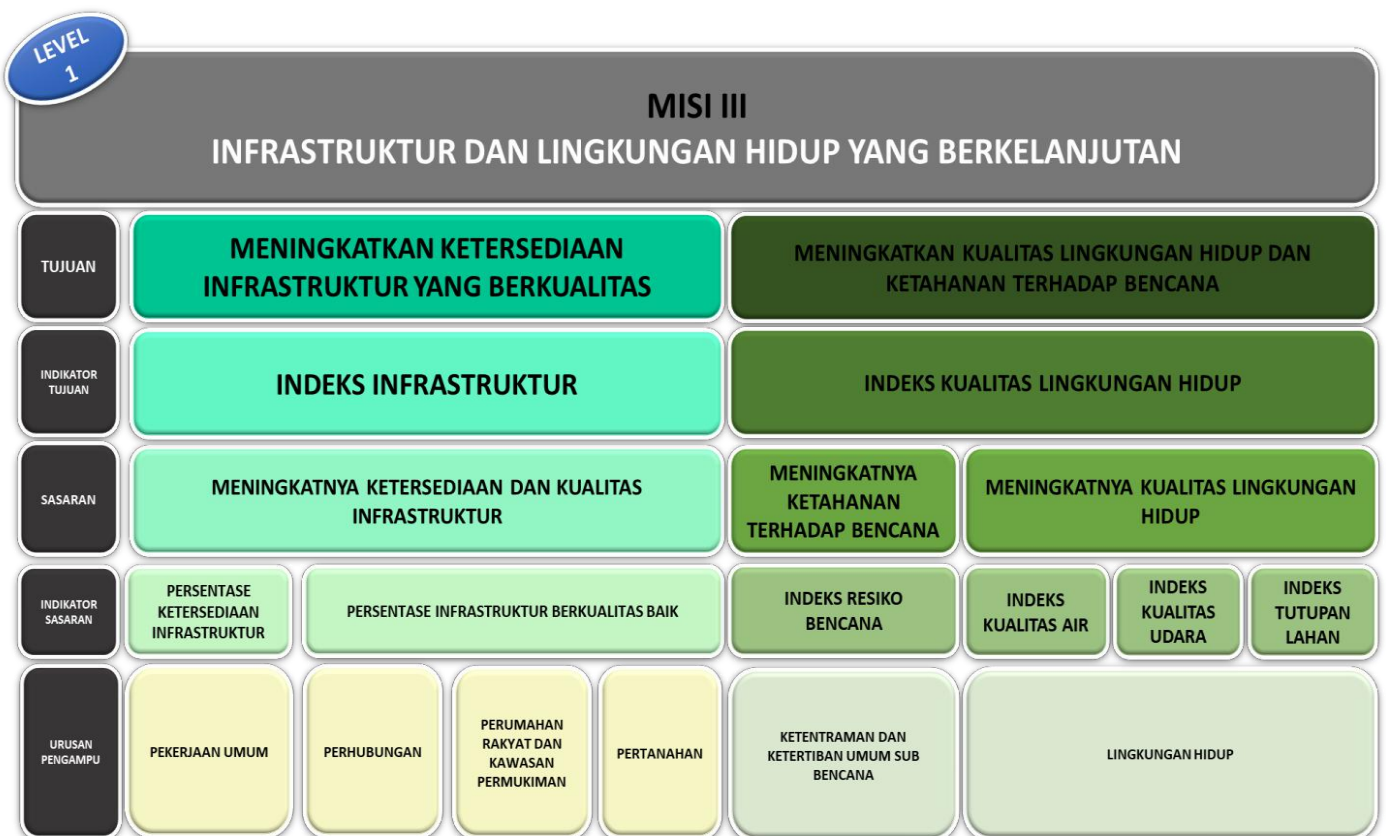 LEVEL
1
MISI III
INFRASTRUKTUR DAN LINGKUNGAN HIDUP YANG BERKELANJUTAN
TUJUAN
MENINGKATKAN KETERSEDIAAN
INFRASTRUKTUR YANG BERKUALITAS
MENINGKATKAN KUALITAS LINGKUNGAN HIDUP DAN
KETAHANAN TERHADAP BENCANA
INDIKATOR
TUJUAN
INDEKS INFRASTRUKTUR
INDEKS KUALITAS LINGKUNGAN HIDUP
SASARAN
MENINGKATNYA KETERSEDIAAN DAN KUALITAS
INFRASTRUKTUR
MENINGKATNYA
KETAHANAN
TERHADAP BENCANA
MENINGKATNYA KUALITAS LINGKUNGAN
HIDUP
INDIKATOR
SASARAN
PERSENTASE
KETERSEDIAAN
INFRASTRUKTUR
PERSENTASE INFRASTRUKTUR BERKUALITAS BAIK
INDEKS RESIKO
BENCANA
INDEKS
KUALITAS AIR
INDEKS
KUALITAS
UDARA
INDEKS
TUTUPAN
LAHAN
URUSAN
PENGAMPU
PEKERJAAN UMUM
PERHUBUNGAN
PERUMAHAN
RAKYAT DAN
KAWASAN
PERMUKIMAN
PERTANAHAN
KETENTRAMAN DAN
KETERTIBAN UMUM SUB
BENCANA
LINGKUNGAN HIDUP